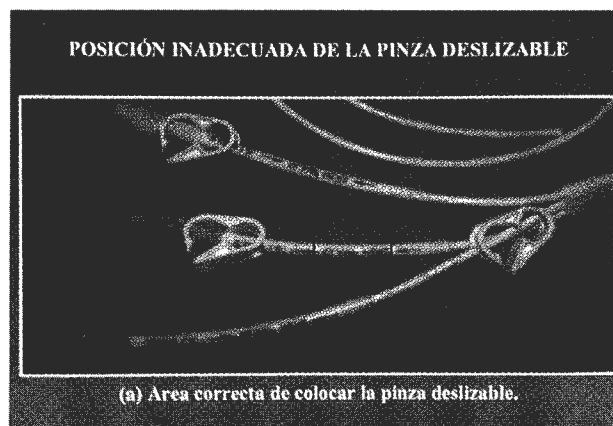 POSICIÓN INADECUADA DE LA PINZA DESLIZABLE
(a) Area correcta de colocar la pinza deslizable.